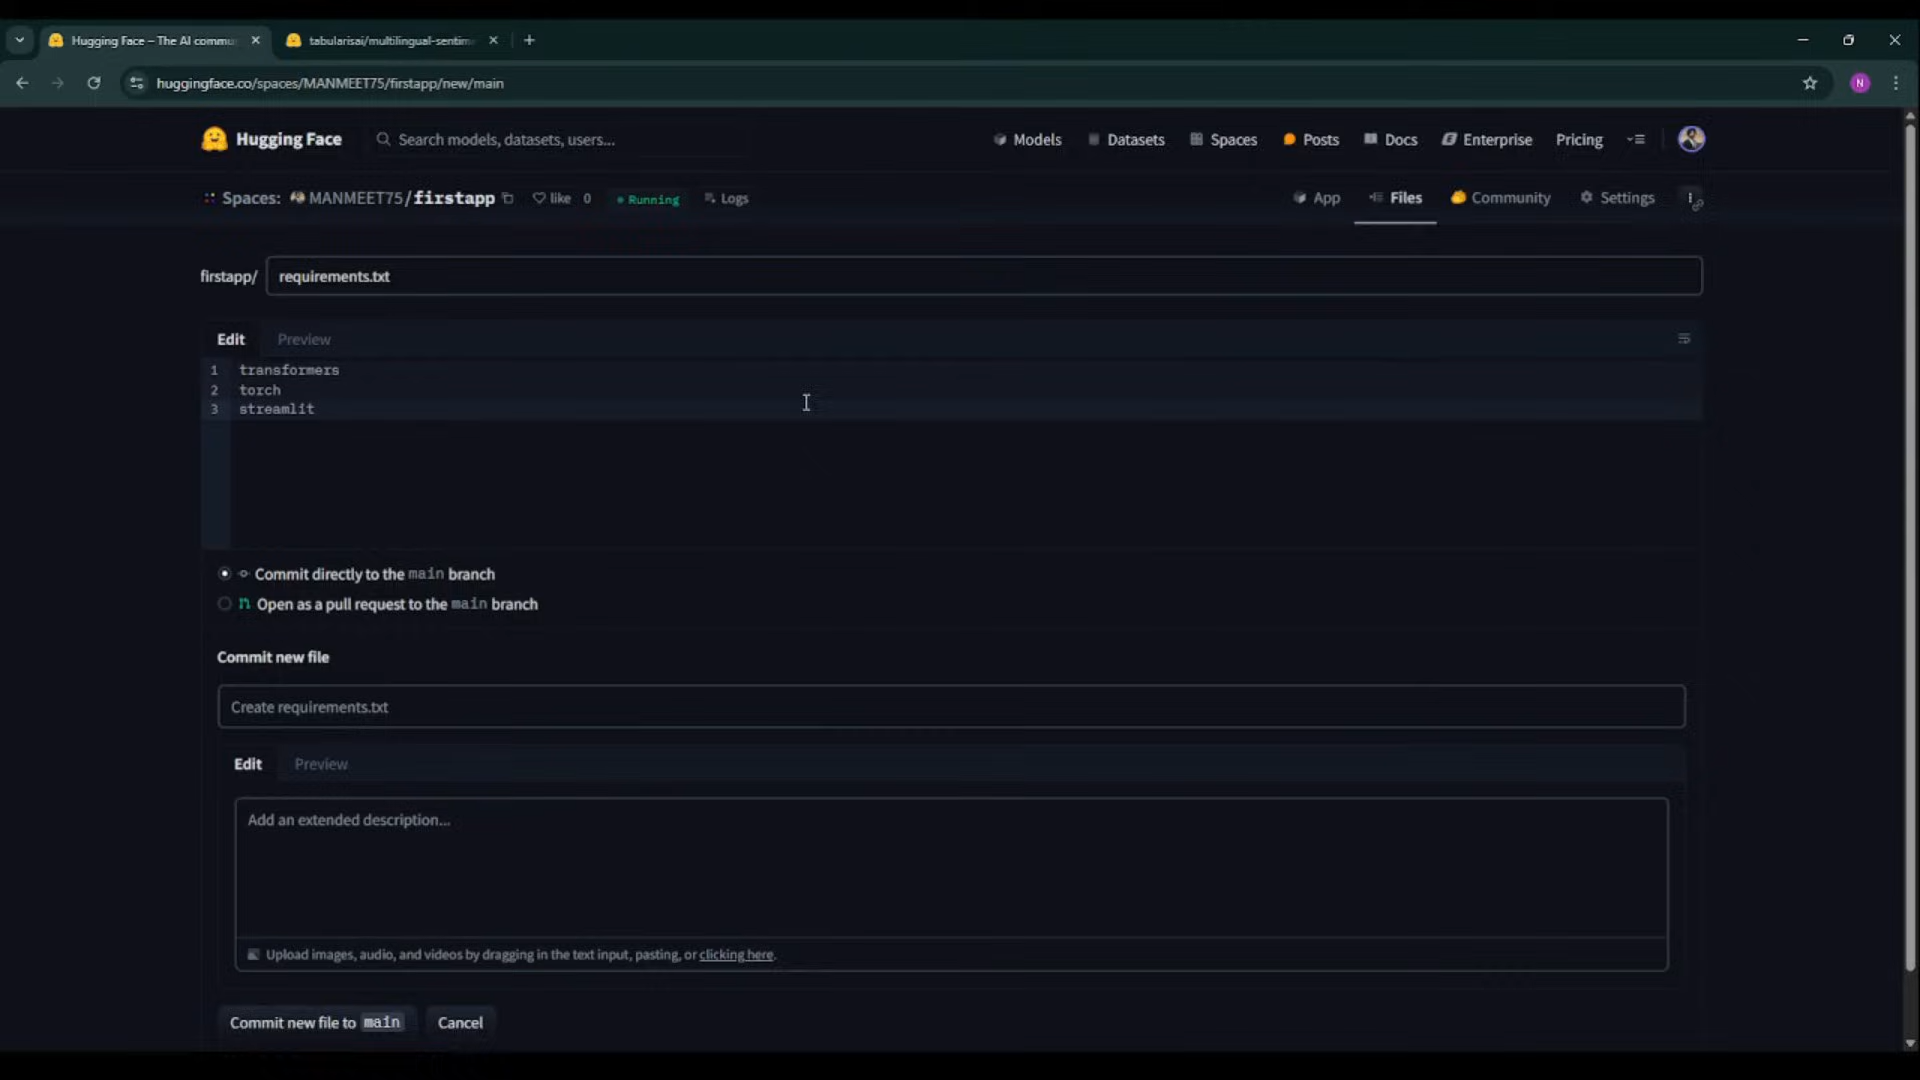 Hugging Face – The AI commu
tabularisai/multilingual-sentim
huggingface.co/spaces/MANMEET75/firstapp/new/main
N
Hugging Face
Search models, datasets, users...
Models
Datasets
Spaces
Posts
Docs
Enterprise
Pricing
Spaces: MANMEET75/firstapp
like 0
Running
Logs
App
Files
Community
Settings
firstapp/ requirements.txt
Edit Preview
1 transformers
2 torch
3 streamlit
Commit directly to the main branch
Open as a pull request to the main branch
Commit new file
Create requirements.txt
Edit Preview
Add an extended description...
Upload images, audio, and videos by dragging in the text input, pasting, or clicking here.
Commit new file to main
Cancel